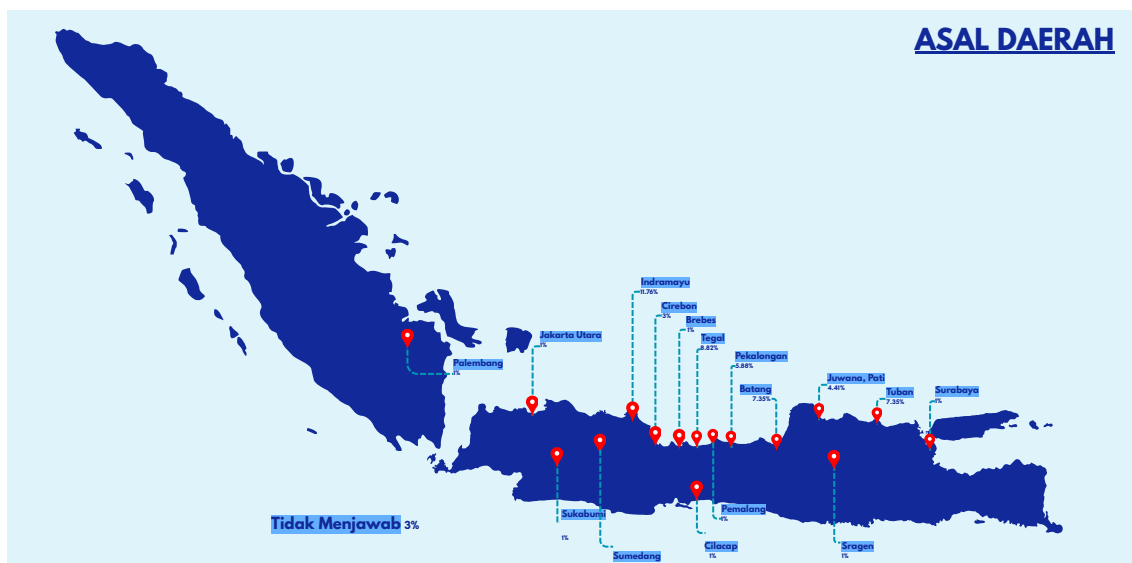 ASAL DAERAH
Indramayu
11.76%
Cirebon
3%
Brebes
1%
Jakarta Utara
1%
Tegal
8.82%
Pekalongan
5.88%
Palembang
1%
Batang
7.35%
Juwana, Pati
4.41%
Tuban
7.35%
Surabaya
1%
Sukabumi
1%
Pemalang
1%
Tidak Menjawab 3%
Cilacap
1%
Sragen
1%
Sumedang